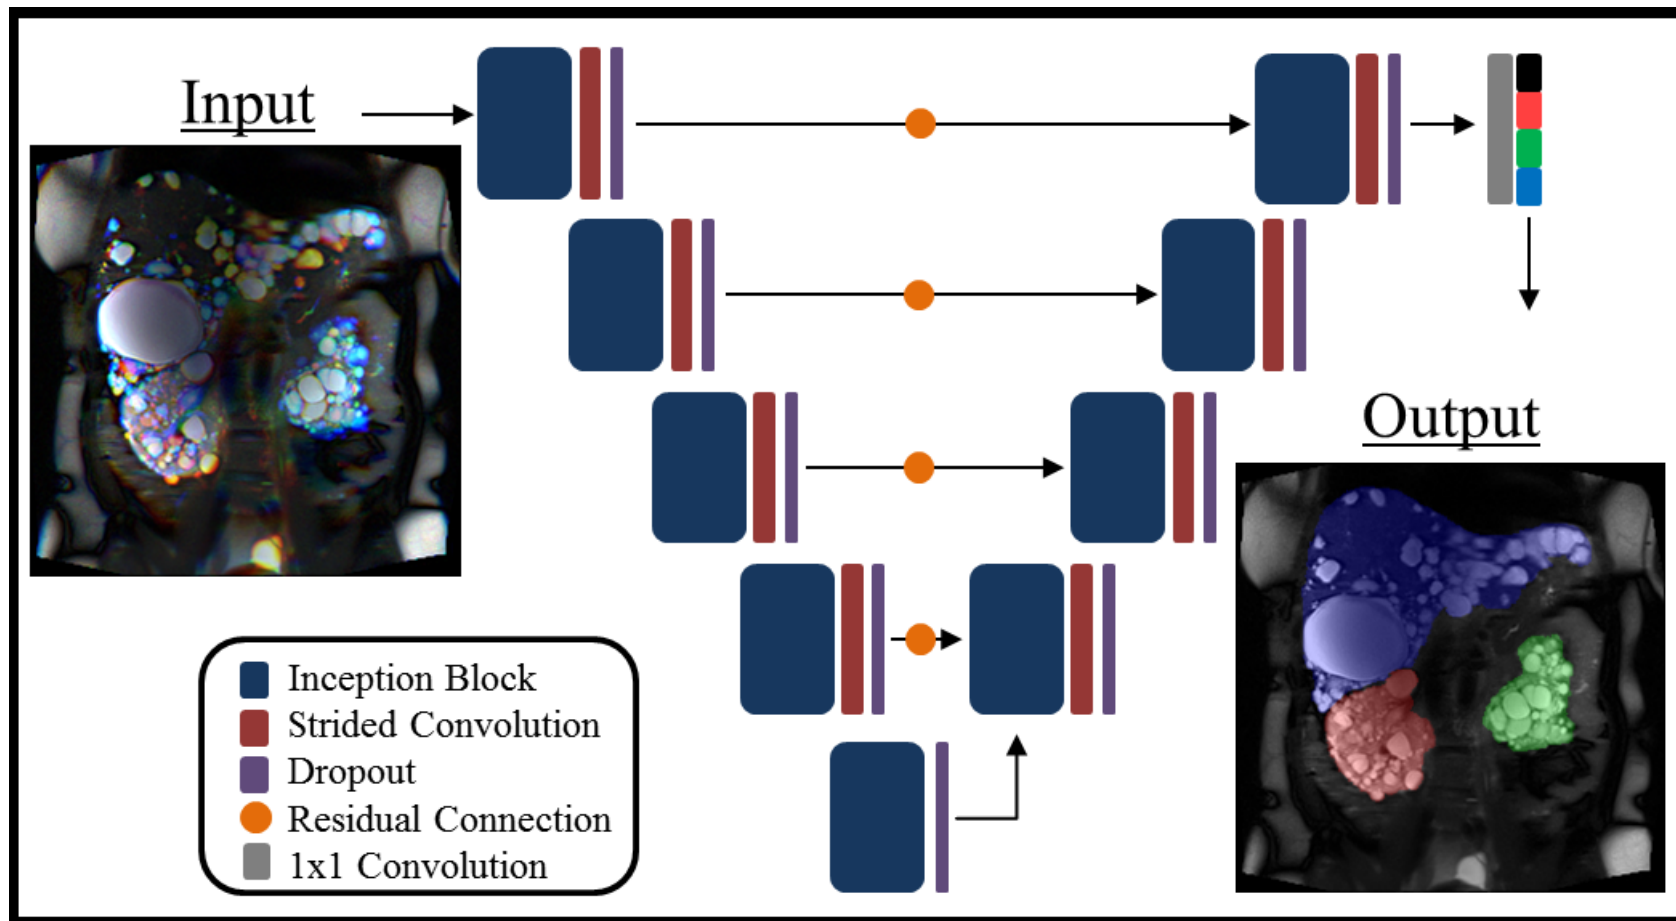 Input
Output
Inception Block
Strided Convolution
Dropout
Residual Connection
1x1 Convolution